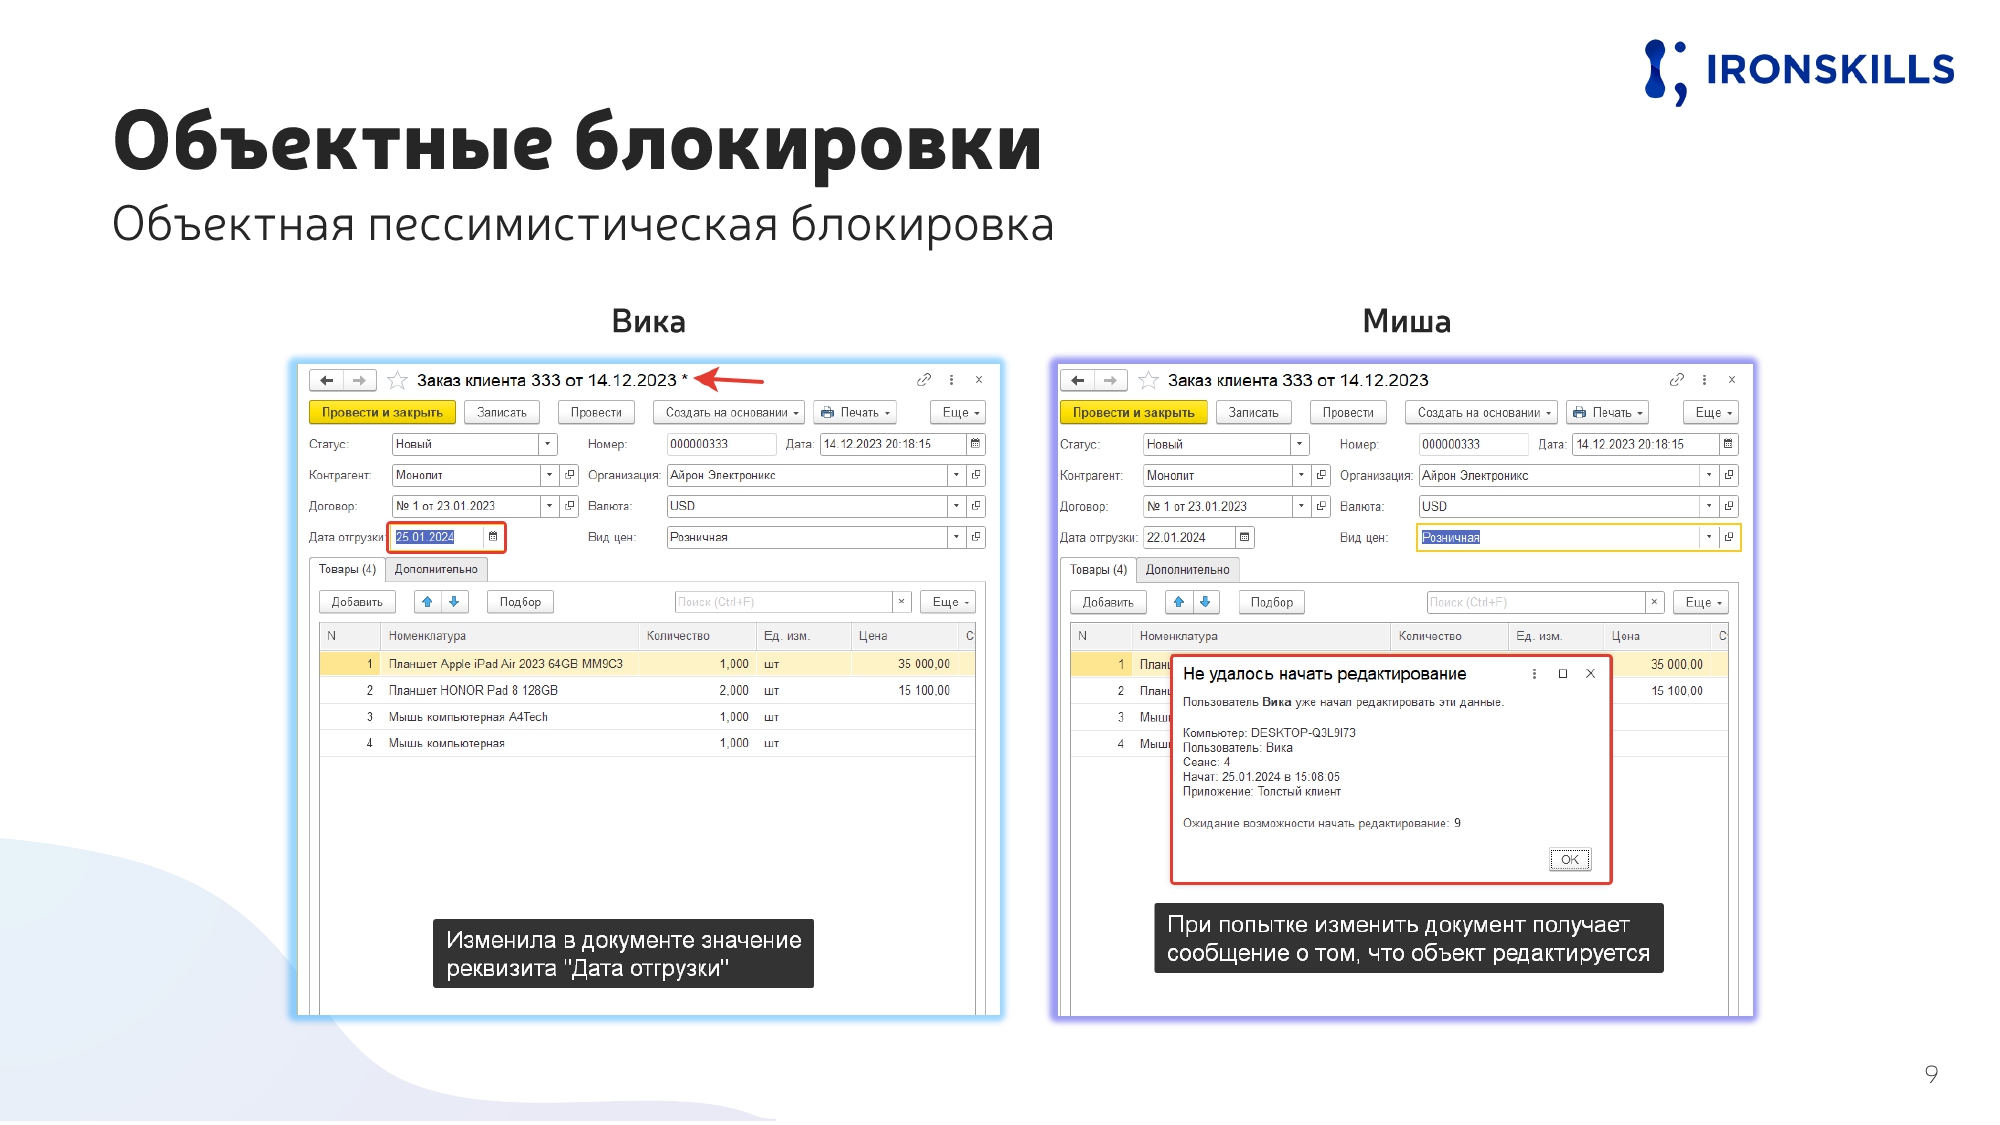 IRONSKILLS
Объектные блокировки
Объектная пессимистическая блокировка
Вика
Заказ клиента 333 от 14.12.2023 *
Провести и закрыть Записать Провести Создать на основании Печать Еще
Статус: Новый Номер: 000000333 Дата: 14.12.2023 20:18:15
Контрагент: Монолит Организация: Айрон Электроникс
Договор: № 1 от 23.01.2023 Валюта: USD
Дата отгрузки: 25.01.2024 Вид цен: Розничная
Товары (4) Дополнительно
Добавить Подбор Поиск (Ctrl+F) × Еще
N Номенклатура Количество Ед. изм. Цена С
1 Планшет Apple iPad Air 2023 64GB MM9C3 1,000 шт 35 000,00
2 Планшет HONOR Pad 8 128GB 2,000 шт 15 100,00
3 Мышь компьютерная A4Tech 1,000 шт
4 Мышь компьютерная 1,000 шт
Изменила в документе значение
реквизита "Дата отгрузки"
Миша
Заказ клиента 333 от 14.12.2023
Провести и закрыть Записать Провести Создать на основании Печать Еще
Статус: Новый Номер: 000000333 Дата: 14.12.2023 20:18:15
Контрагент: Монолит Организация: Айрон Электроникс
Договор: № 1 от 23.01.2023 Валюта: USD
Дата отгрузки: 22.01.2024 Вид цен: Розничная
Товары (4) Дополнительно
Добавить Подбор Поиск (Ctrl+F) × Еще
N Номенклатура Количество Ед. изм. Цена С
1 План 35 000,00
2 План 15 100,00
3 Мыш
4 Мыш
Не удалось начать редактирование
Пользователь Вика уже начал редактировать эти данные.
Компьютер: DESKTOP-Q3L9I73
Пользователь: Вика
Сеанс: 4
Начат: 25.01.2024 в 15:08:05
Приложение: Толстый клиент
Ожидание возможности начать редактирование: 9
OK
При попытке изменить документ получает
сообщение о том, что объект редактируется
9